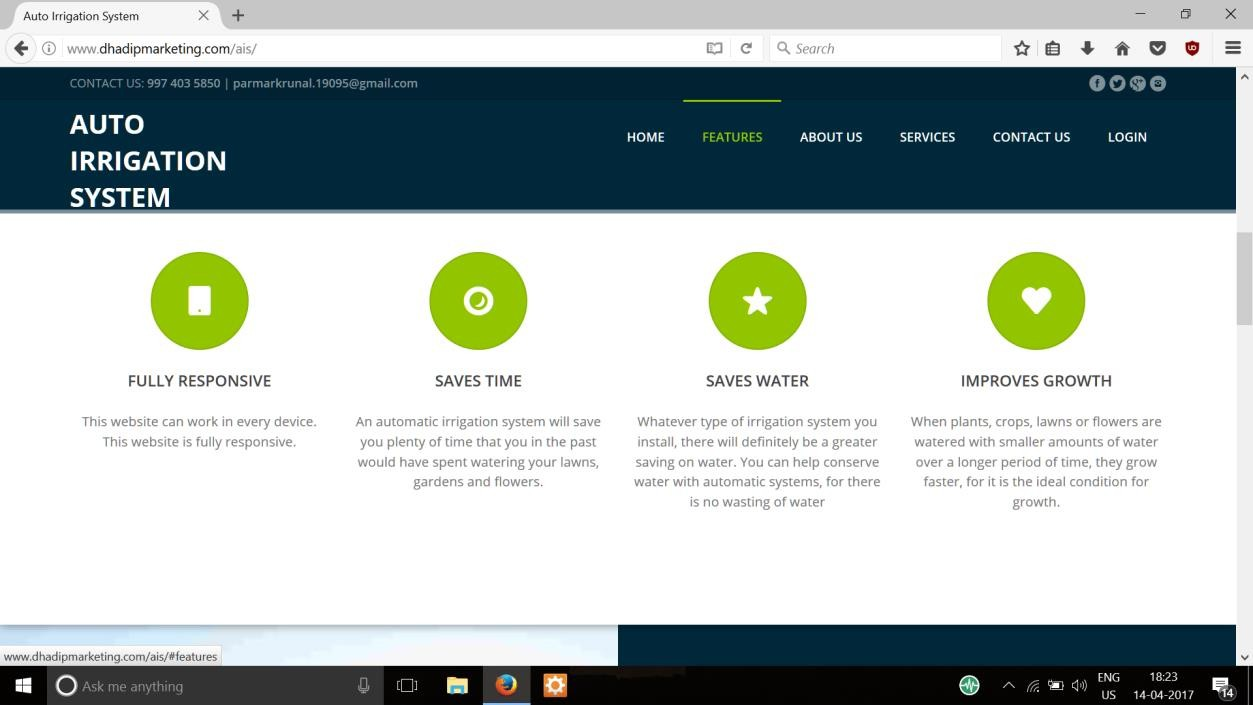 Auto Irrigation System
www.dhadipmarketing.com/ais/
Search
CONTACT US: 997 403 5850 | parmarkrunal.19095@gmail.com
AUTO
IRRIGATION
SYSTEM
HOME FEATURES ABOUT US SERVICES CONTACT US LOGIN
FULLY RESPONSIVE
This website can work in every device.
This website is fully responsive.
SAVES TIME
An automatic irrigation system will save
you plenty of time that you in the past
would have spent watering your lawns,
gardens and flowers.
SAVES WATER
Whatever type of irrigation system you
install, there will definitely be a greater
saving on water. You can help conserve
water with automatic systems, for there
is no wasting of water
IMPROVES GROWTH
When plants, crops, lawns or flowers are
watered with smaller amounts of water
over a longer period of time, they grow
faster, for it is the ideal condition for
growth.
www.dhadipmarketing.com/ais/#features
Ask me anything
ENG
US
18:23
14-04-2017
14